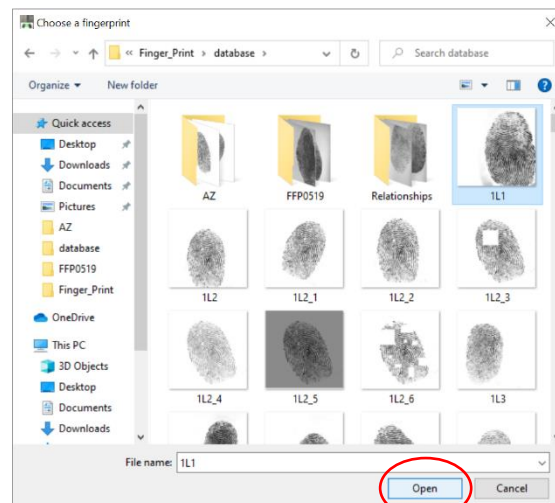 Choose a fingerprint
« Finger_Print › database ›
Search database
Organize New folder
Quick access
Desktop
Downloads
Documents
Pictures
AZ
database
FFP0519
Finger_Print
OneDrive
This PC
3D Objects
Desktop
Documents
Downloads
AZ FFP0519 Relationships 1L1
1L2 1L2_1 1L2_2 1L2_3
1L2_4 1L2_5 1L2_6 1L3
File name: 1L1
Open Cancel